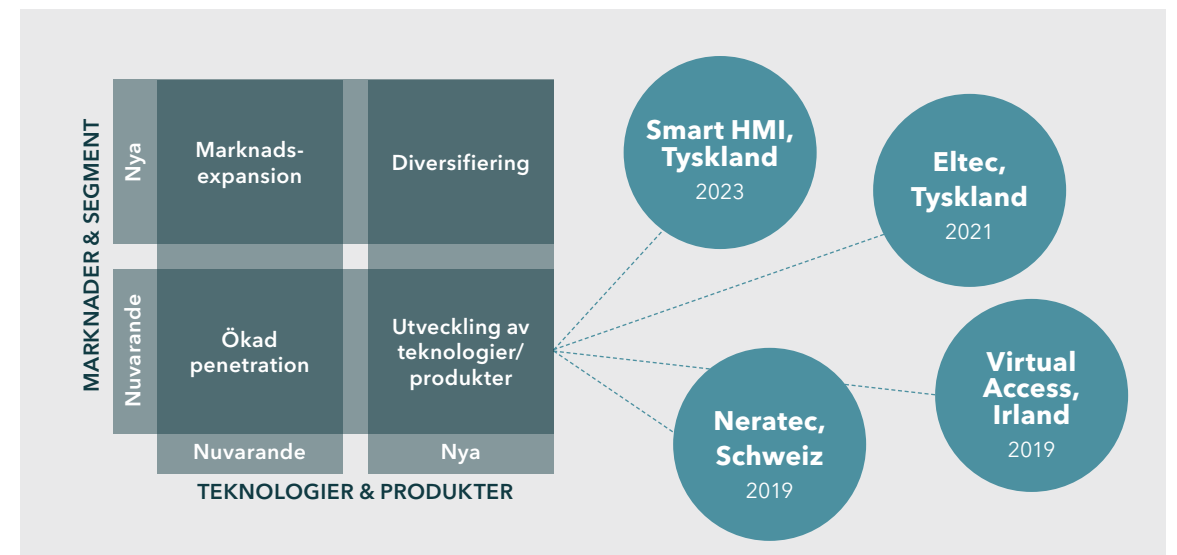 MARKNADER & SEGMENT
Nya
Marknads-
expansion
Diversifiering
Nuvarande
Ökad
penetration
Utveckling av
teknologier/
produkter
Nuvarande
Nya
TEKNOLOGIER & PRODUKTER
Smart HMI,
Tyskland
2023
Eltec,
Tyskland
2021
Neratec,
Schweiz
2019
Virtual
Access,
Irland
2019